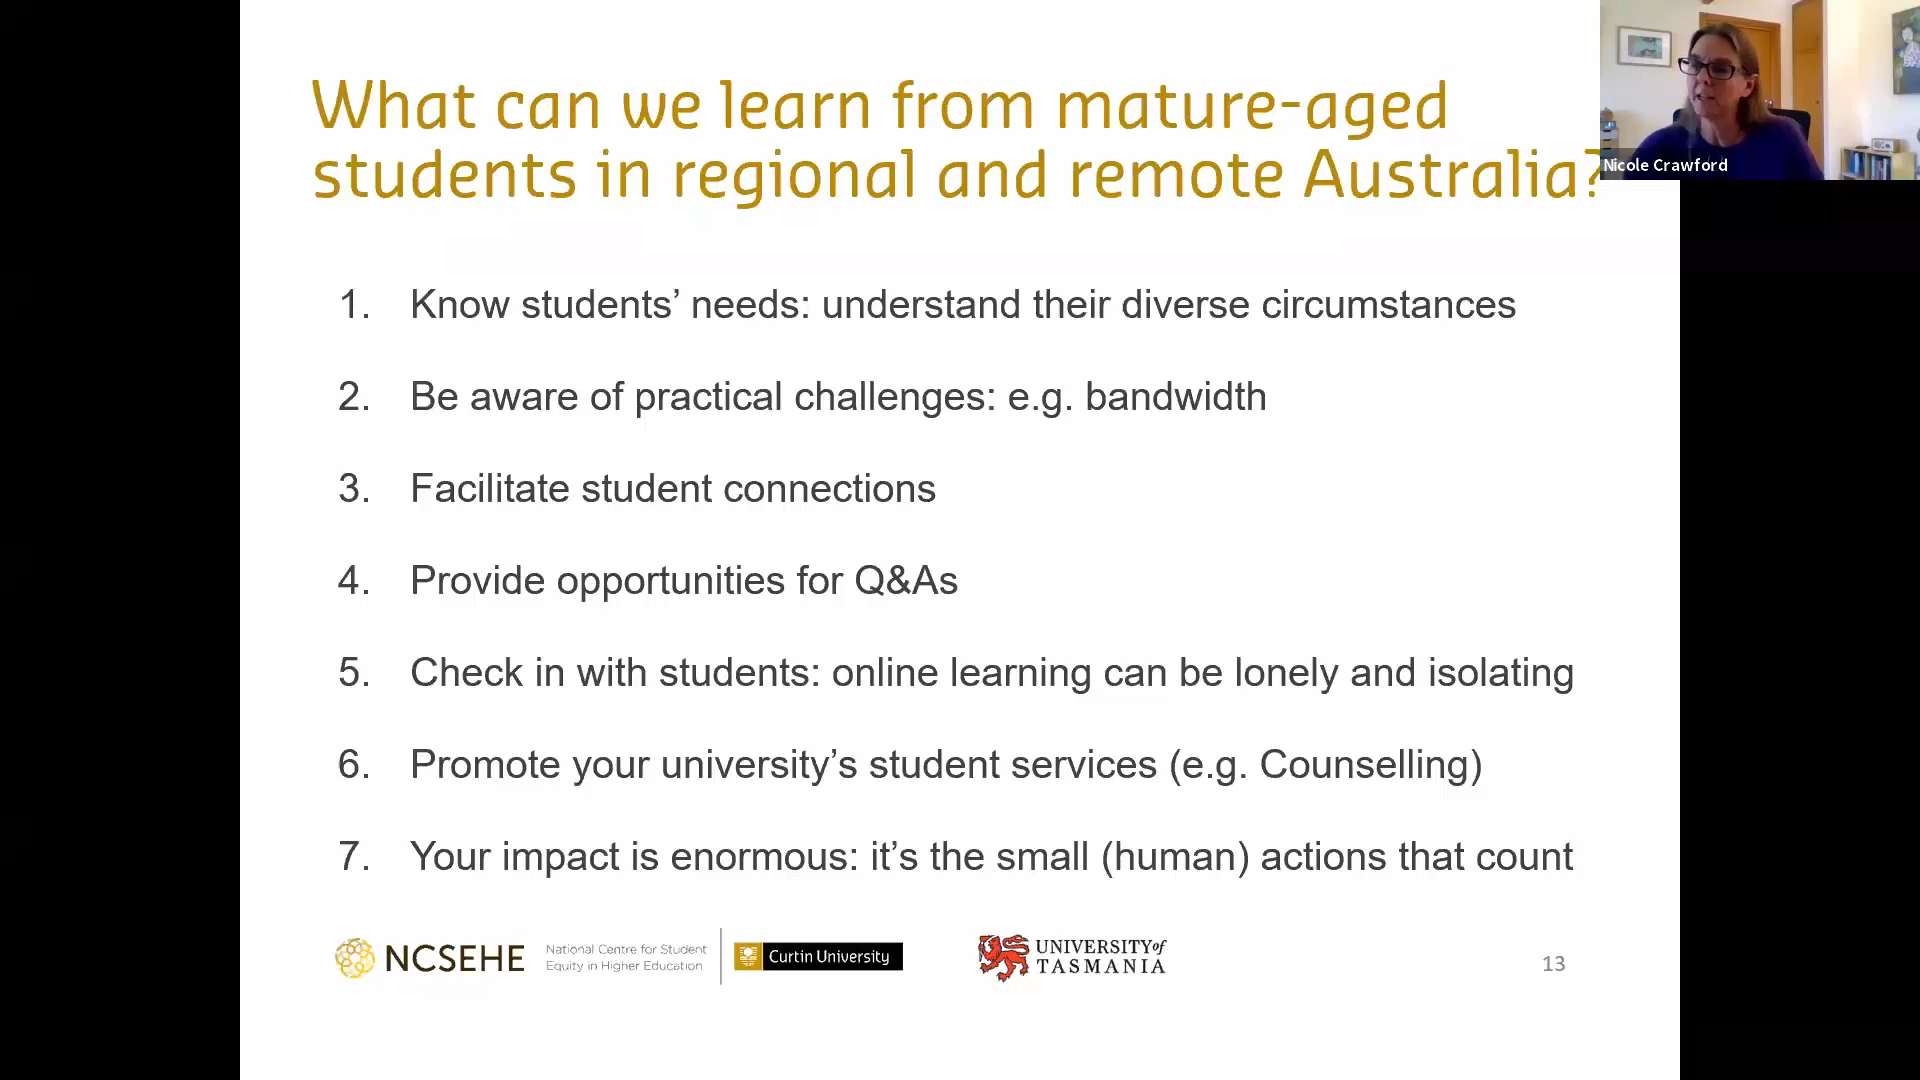 What can we learn from mature-aged
students in regional and remote Australia?
Nicole Crawford
1. Know students’ needs: understand their diverse circumstances
2. Be aware of practical challenges: e.g. bandwidth
3. Facilitate student connections
4. Provide opportunities for Q&As
5. Check in with students: online learning can be lonely and isolating
6. Promote your university’s student services (e.g. Counselling)
7. Your impact is enormous: it’s the small (human) actions that count
NCSEHE
National Centre for Student
Equity in Higher Education
Curtin University
UNIVERSITY of
TASMANIA
13